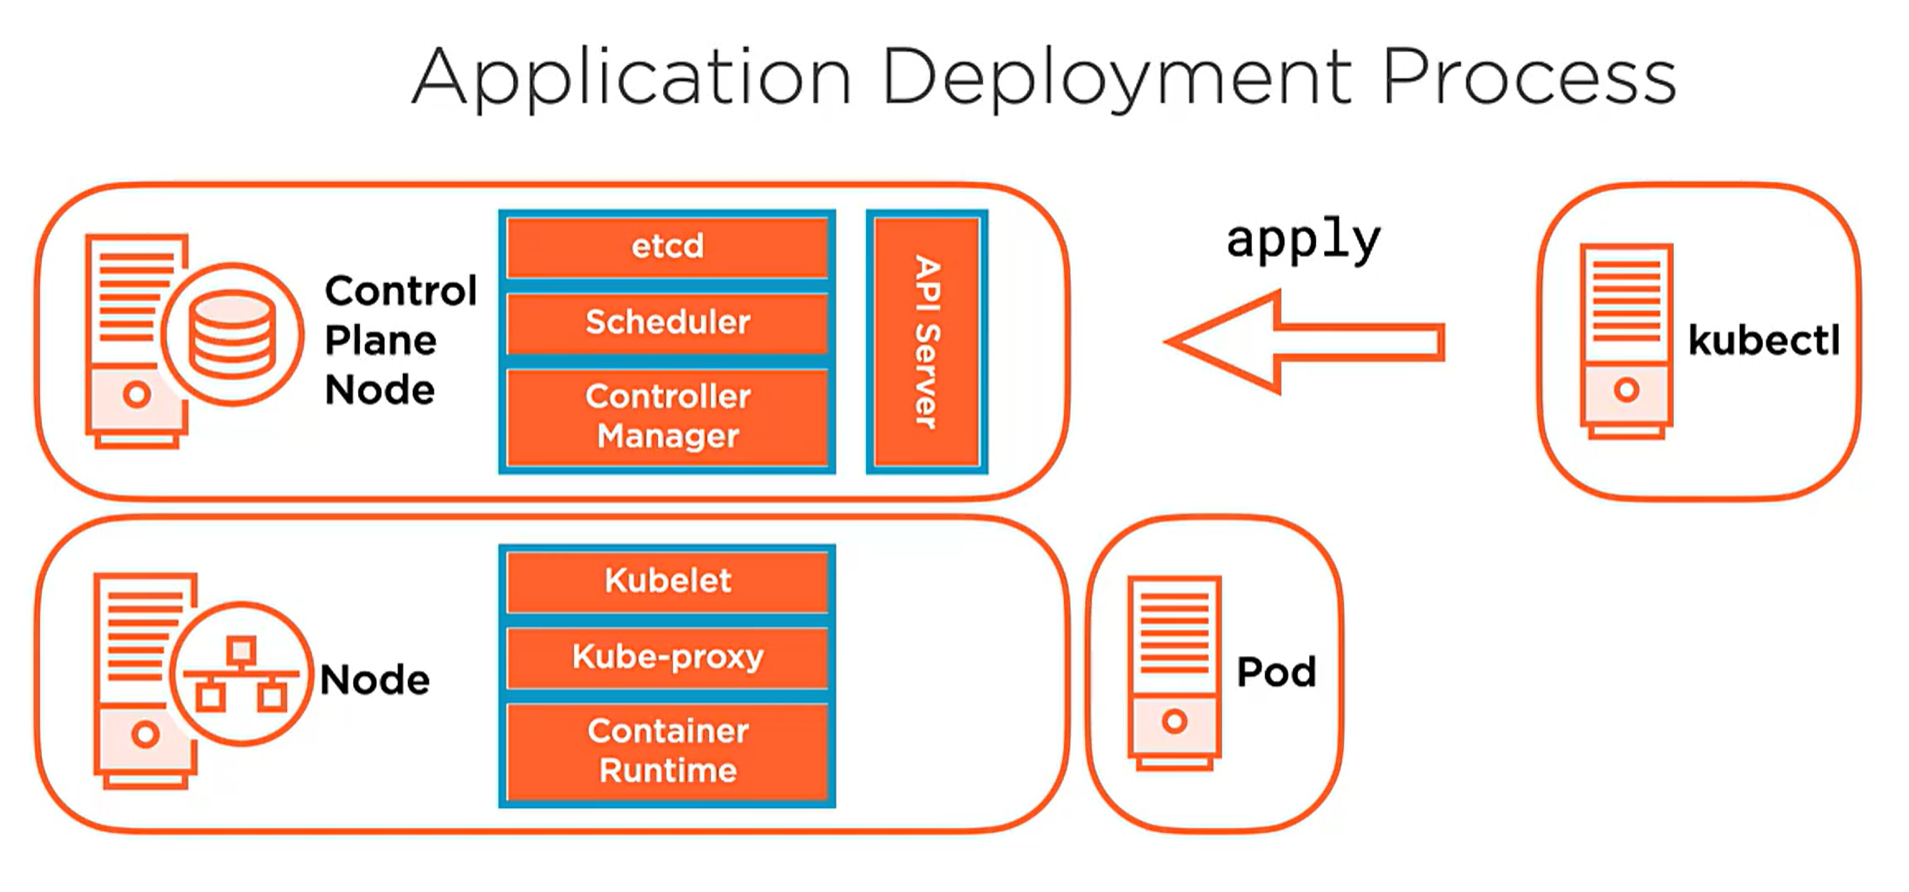 Application Deployment Process
Control
Plane
Node
etcd
Scheduler
Controller
Manager
API Server
apply
kubectl
Node
Kubelet
Kube-proxy
Container
Runtime
Pod